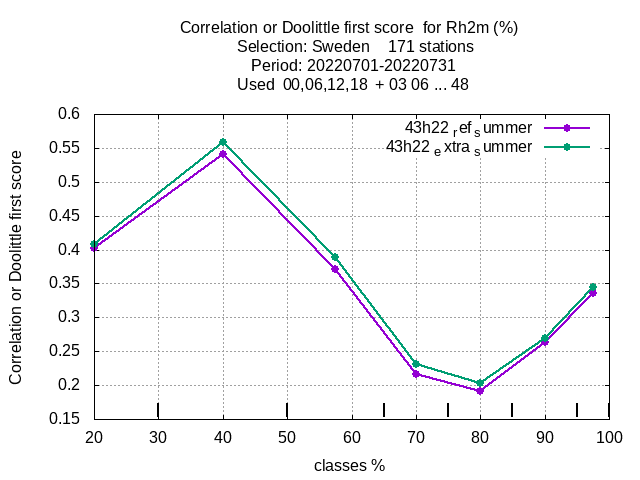 Correlation or Doolittle first score  for Rh2m (%)
Selection: Sweden    171 stations
Period: 20220701-20220731
Used  00,06,12,18  + 03 06 ... 48
43h22 ref summer
43h22 extra summer
Correlation or Doolittle first score
0.6
0.55
0.5
0.45
0.4
0.35
0.3
0.25
0.2
0.15
20 30 40 50 60 70 80 90 100
classes %